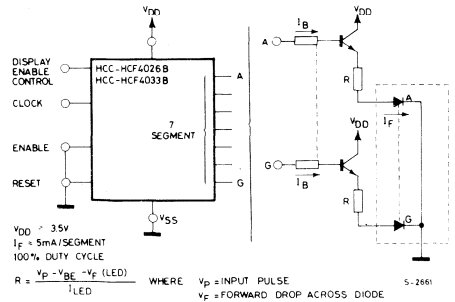 VDD
VDD
IB
A
R
A
IF
DISPLAY
ENABLE
CONTROL
HCC-HCF4026B
HCC-HCF4033B
A
CLOCK
7
SEGMENT
VDD
ENABLE
G
IB
RESET
G
R
G
VSS
VDD ≥ 3.5V
IF = 5mA/SEGMENT
100% DUTY CYCLE
R = VP -VBE -VF (LED) / ILED WHERE VP=INPUT PULSE
VF = FORWARD DROP ACROSS DIODE
S-2661